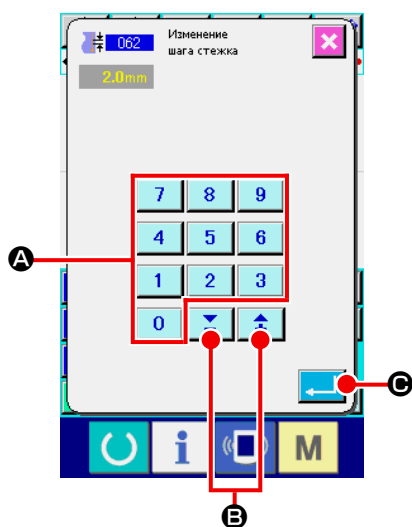 062
Изменение
шага стежка
2.0mm
7 8 9
4 5 6
1 2 3
0
A
B
C
i
M